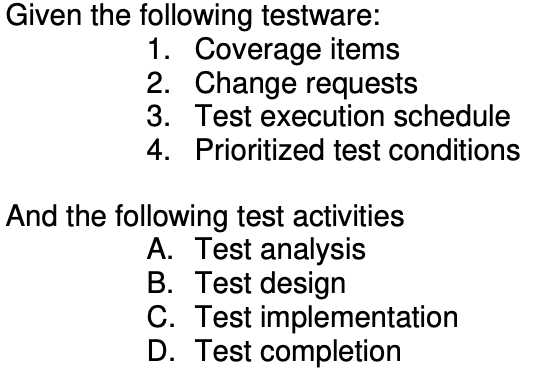 Given the following testware:
1. Coverage items
2. Change requests
3. Test execution schedule
4. Prioritized test conditions
And the following test activities
A. Test analysis
B. Test design
C. Test implementation
D. Test completion